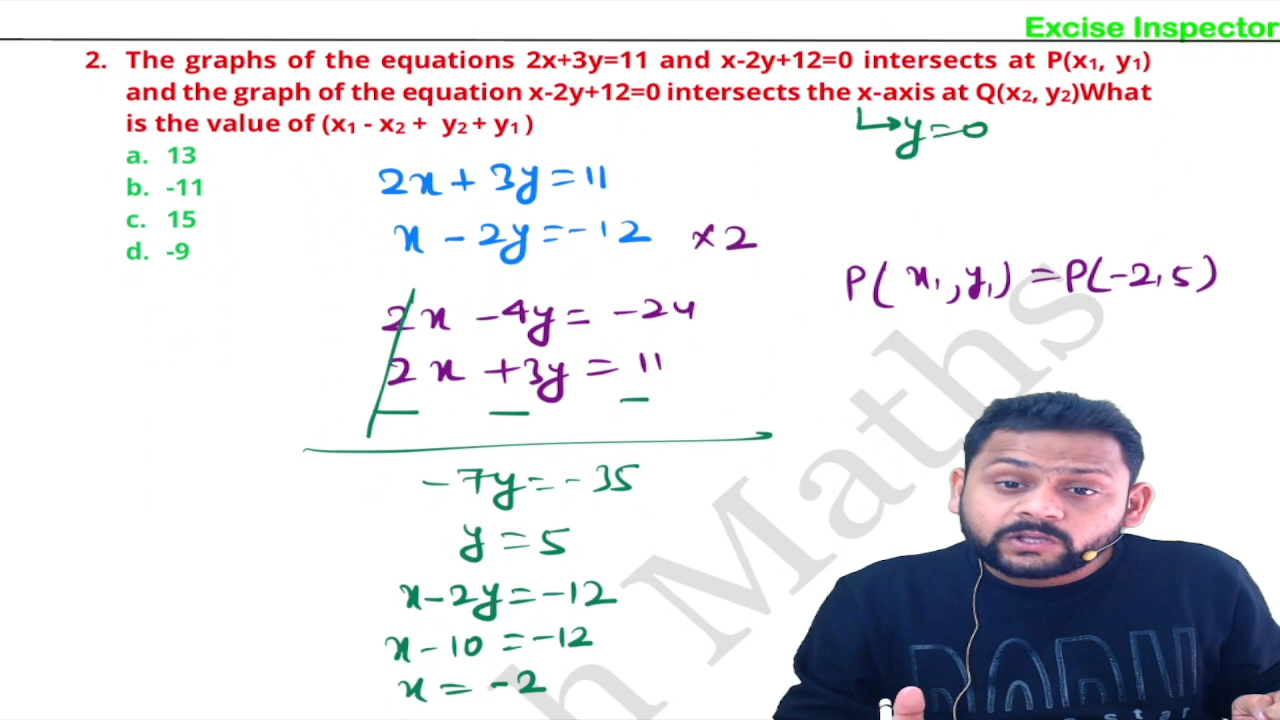 Excise Inspector
2. The graphs of the equations 2x+3y=11 and x-2y+12=0 intersects at P(x₁, y₁)
and the graph of the equation x-2y+12=0 intersects the x-axis at Q(x₂, y₂)What
is the value of (x₁ - x₂ + y₂ + y₁ )
↳y=0
a. 13
b. -11
c. 15
d. -9
2x + 3y = 11
x - 2y = -12 ×2
P( x₁, y₁) = P(-2, 5)
2x - 4y = -24
2x + 3y = 11
- - -
-7y = -35
y = 5
x - 2y = -12
x - 10 = -12
x = -2
h Maths